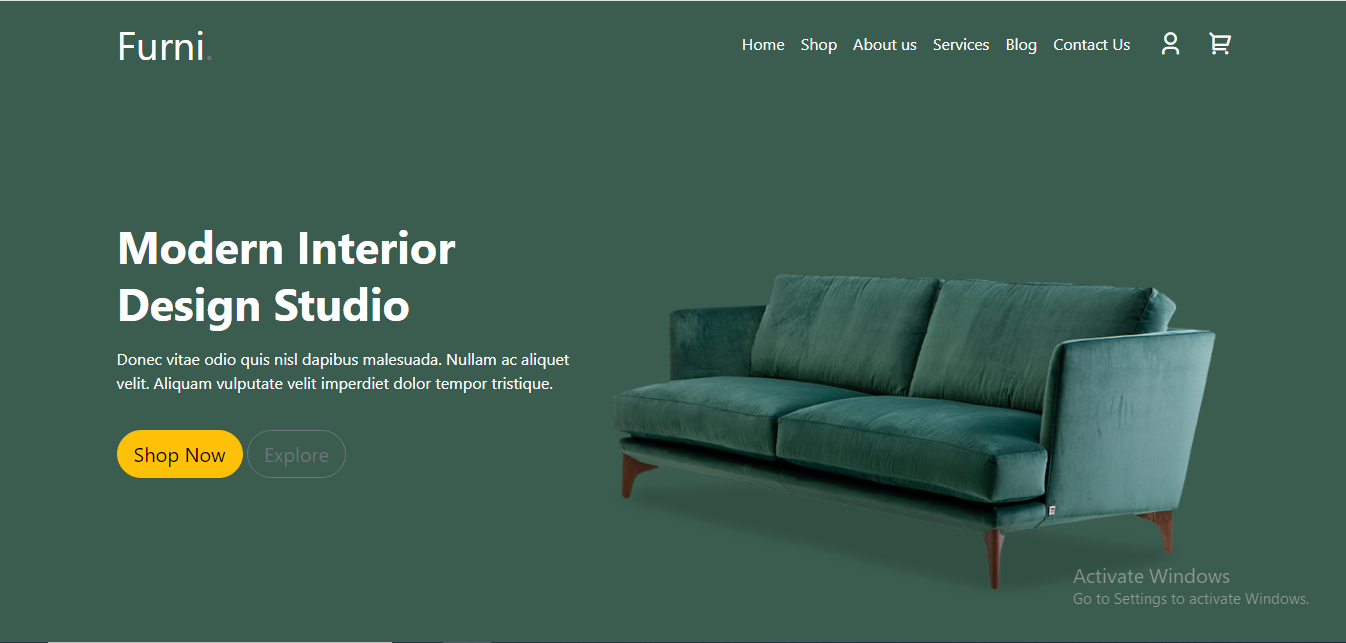 Furni.
Home Shop About us Services Blog Contact Us
Modern Interior
Design Studio
Donec vitae odio quis nisl dapibus malesuada. Nullam ac aliquet
velit. Aliquam vulputate velit imperdiet dolor tempor tristique.
Shop Now Explore
Activate Windows
Go to Settings to activate Windows.